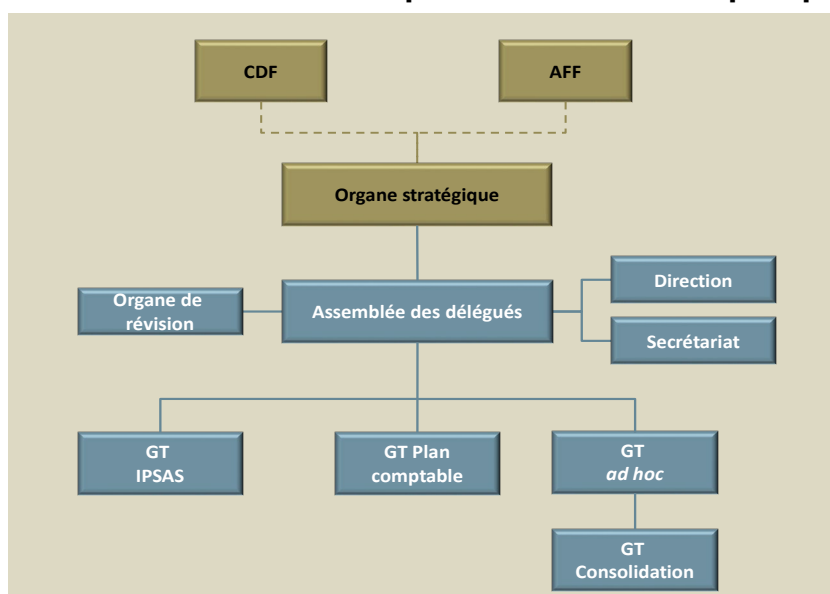 CDF
AFF
Organe stratégique
Organe de
révision
Assemblée des délégués
Direction
Secrétariat
GT
IPSAS
GT Plan
comptable
GT
ad hoc
GT
Consolidation